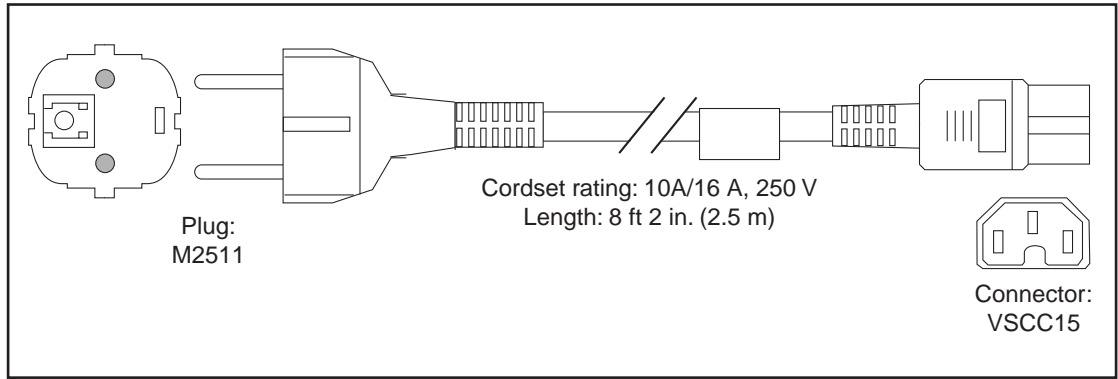 Cordset rating: 10A/16 A, 250 V
Length: 8 ft 2 in. (2.5 m)
Plug:
M2511
Connector:
VSCC15